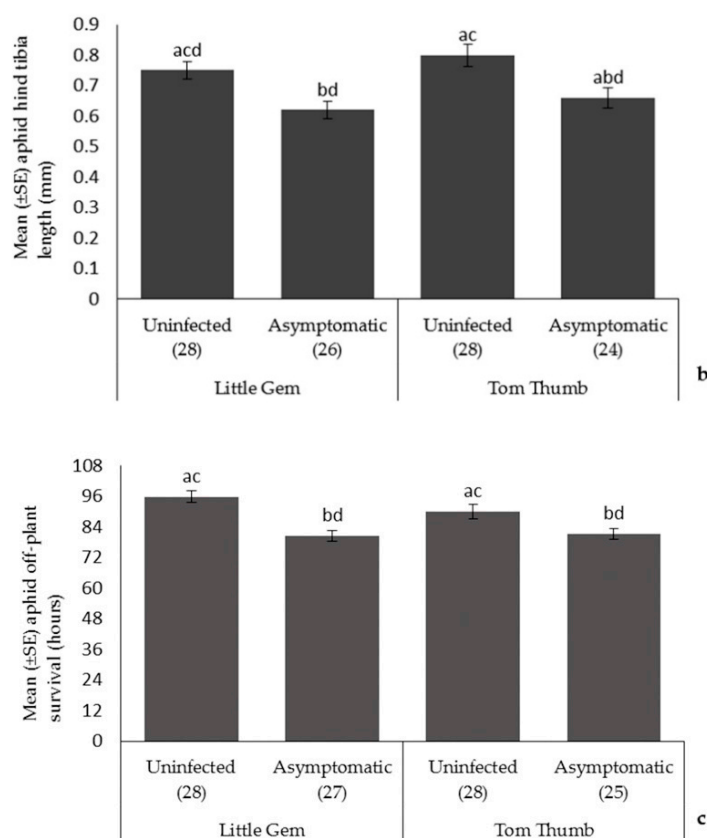 Mean (±SE) aphid hind tibia
length (mm)
0.9
0.8
0.7
0.6
0.5
0.4
0.3
0.2
0.1
0
acd
bd
ac
abd
Uninfected Asymptomatic Uninfected Asymptomatic
(28) (26) (28) (24)
Little Gem Tom Thumb
b
Mean (±SE) aphid off-plant
survival (hours)
108
96
84
72
60
48
36
24
12
0
ac
bd
ac
bd
Uninfected Asymptomatic Uninfected Asymptomatic
(28) (27) (28) (25)
Little Gem Tom Thumb
c